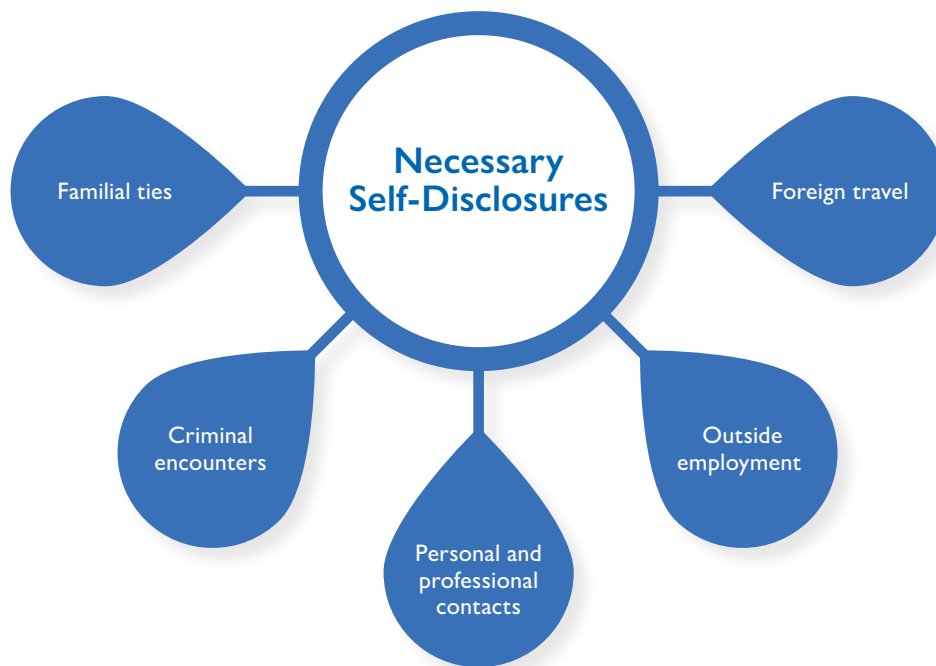 Necessary
Self-Disclosures
Familial ties
Foreign travel
Criminal
encounters
Outside
employment
Personal and
professional
contacts